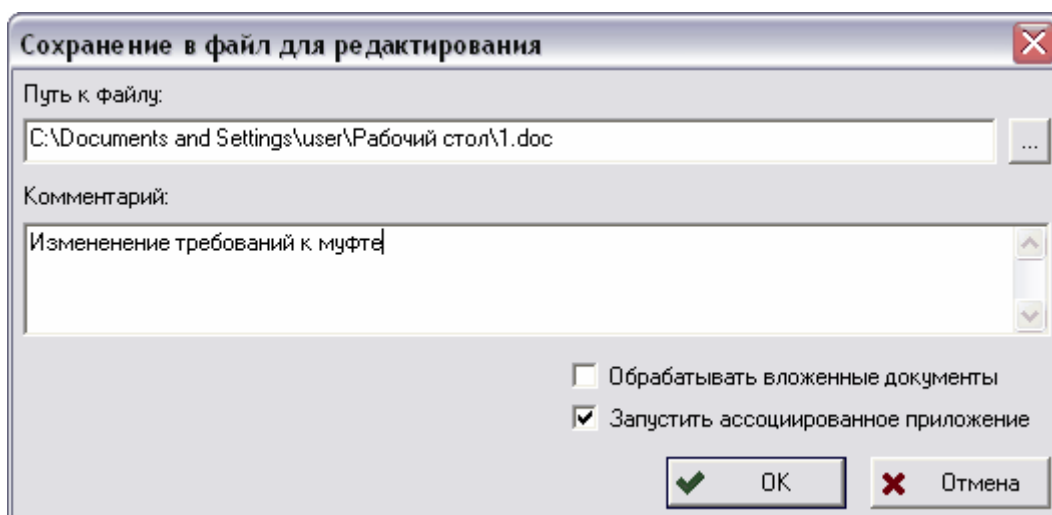 Сохранение в файл для редактирования
Путь к файлу:
C:\Documents and Settings\user\Рабочий стол\1.doc
...
Комментарий:
Измененение требований к муфте
Обрабатывать вложенные документы
Запустить ассоциированное приложение
OK Отмена